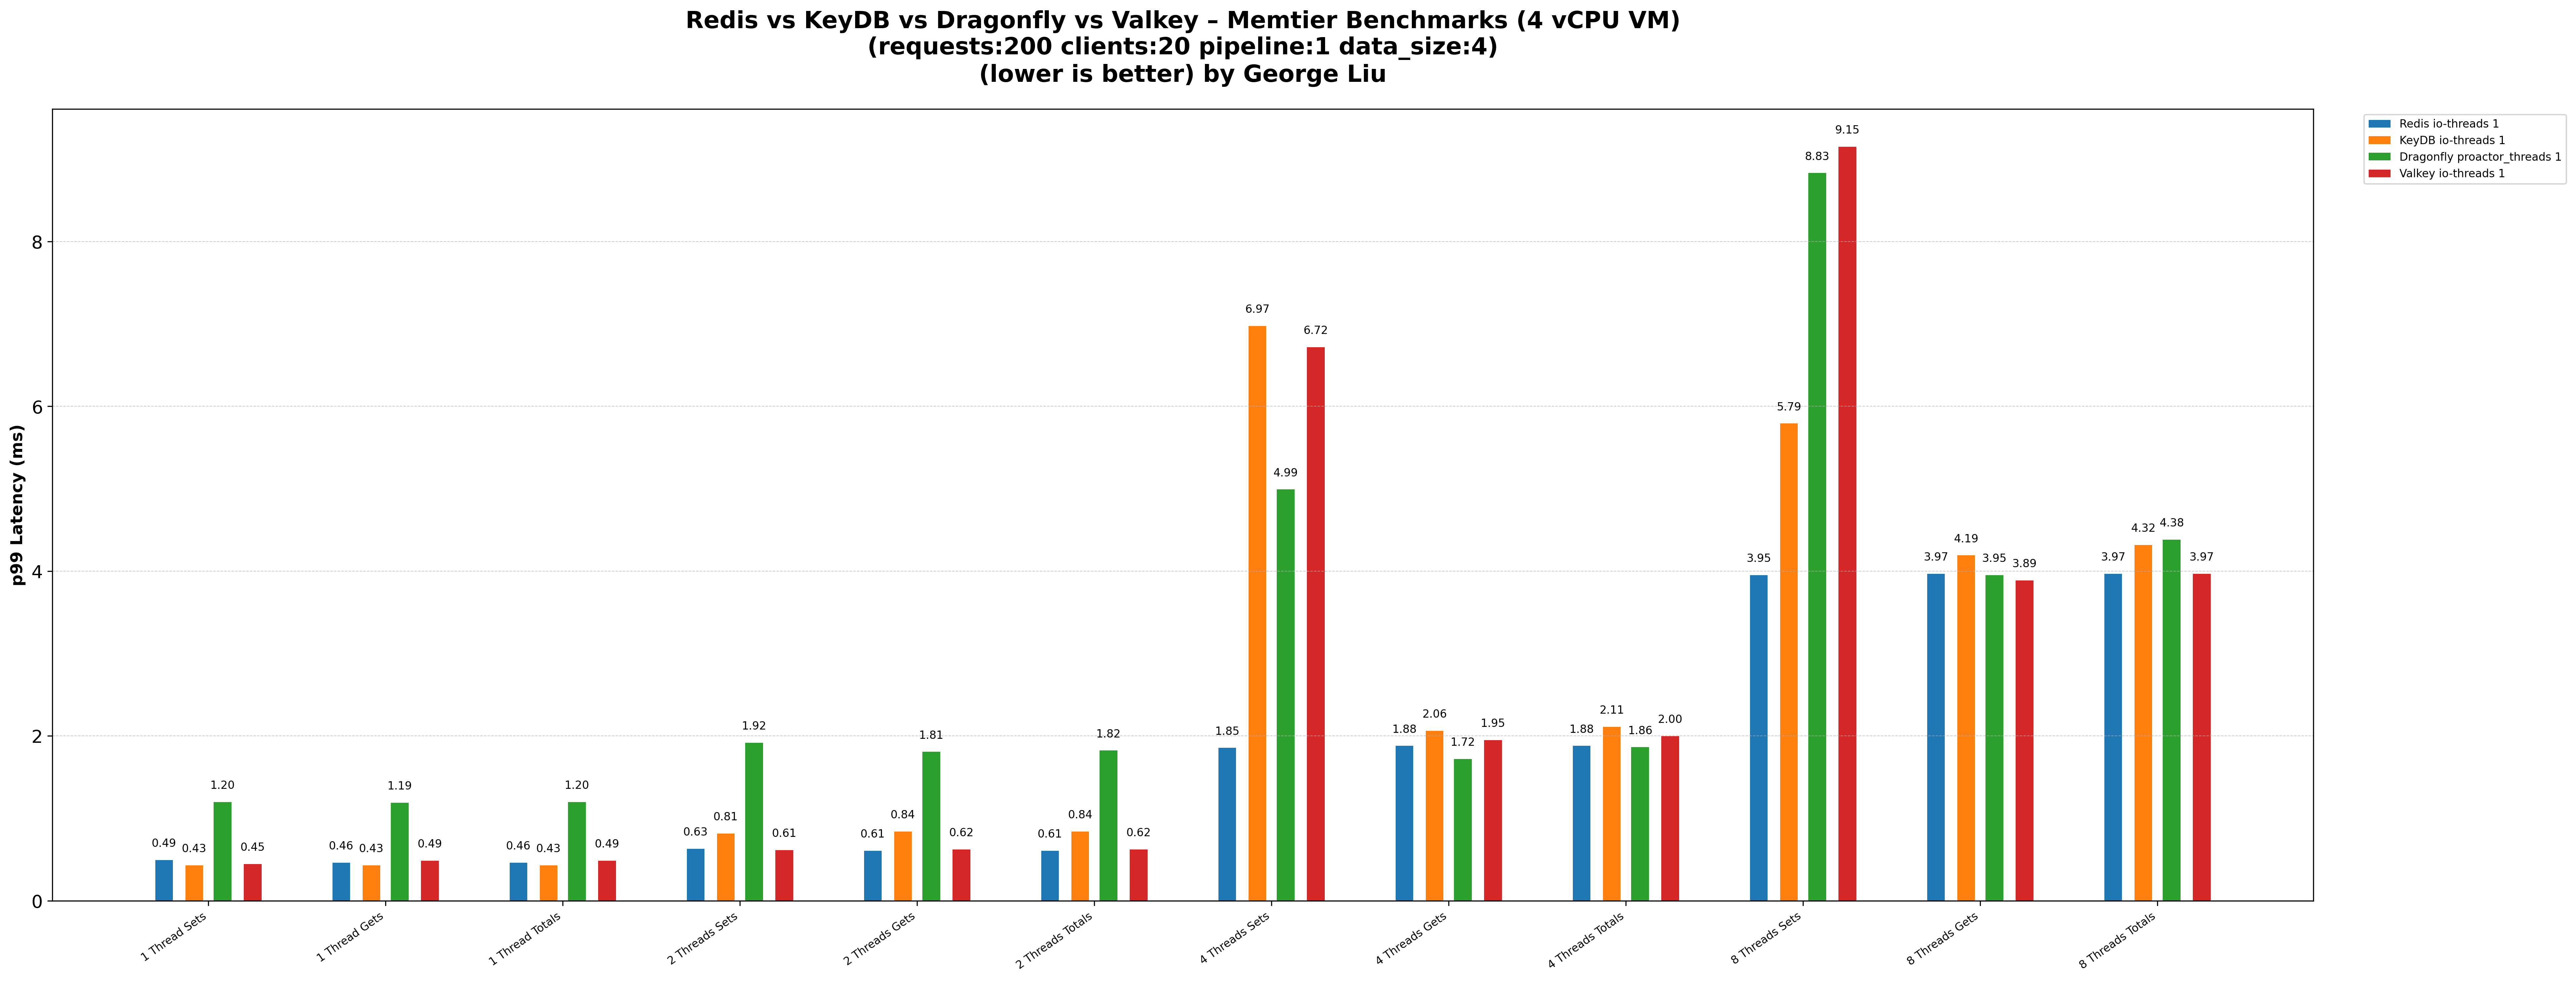 Redis vs KeyDB vs Dragonfly vs Valkey – Memtier Benchmarks (4 vCPU VM)
(requests:200 clients:20 pipeline:1 data_size:4)
(lower is better) by George Liu
Redis io-threads 1
KeyDB io-threads 1
Dragonfly proactor_threads 1
Valkey io-threads 1
p99 Latency (ms)
8
6
4
2
0
0.49 0.43 1.20 0.45
0.46 0.43 1.19 0.49
0.46 0.43 1.20 0.49
0.63 0.81 1.92 0.61
0.61 0.84 1.81 0.62
0.61 0.84 1.82 0.62
1.85 6.97 4.99 6.72
1.88 2.06 1.72 1.95
1.88 2.11 1.86 2.00
3.95 5.79 8.83 9.15
3.97 4.19 3.95 3.89
3.97 4.32 4.38 3.97
1 Thread Sets
1 Thread Gets
1 Thread Totals
2 Threads Sets
2 Threads Gets
2 Threads Totals
4 Threads Sets
4 Threads Gets
4 Threads Totals
8 Threads Sets
8 Threads Gets
8 Threads Totals